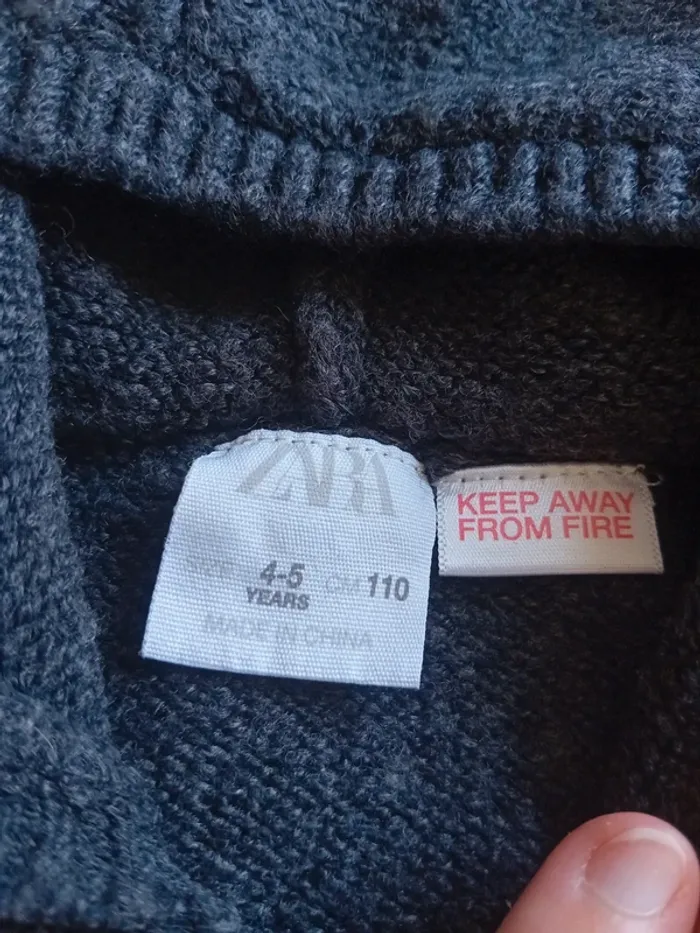 ZARA
SIZE 4-5 YEARS CM 110
MADE IN CHINA
KEEP AWAY
FROM FIRE